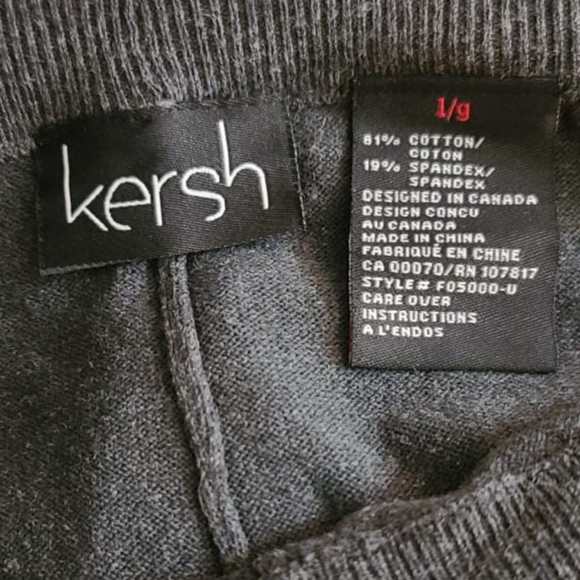 kersh
1/g
81% COTTON/
COTON
19% SPANDEX/
SPANDEX
DESIGNED IN CANADA
DESIGN CONCU
AU CANADA
MADE IN CHINA
FABRIQUÉ EN CHINE
CA 00070/RN 107817
STYLE# F05000-U
CARE OVER
INSTRUCTIONS
A L'ENDOS